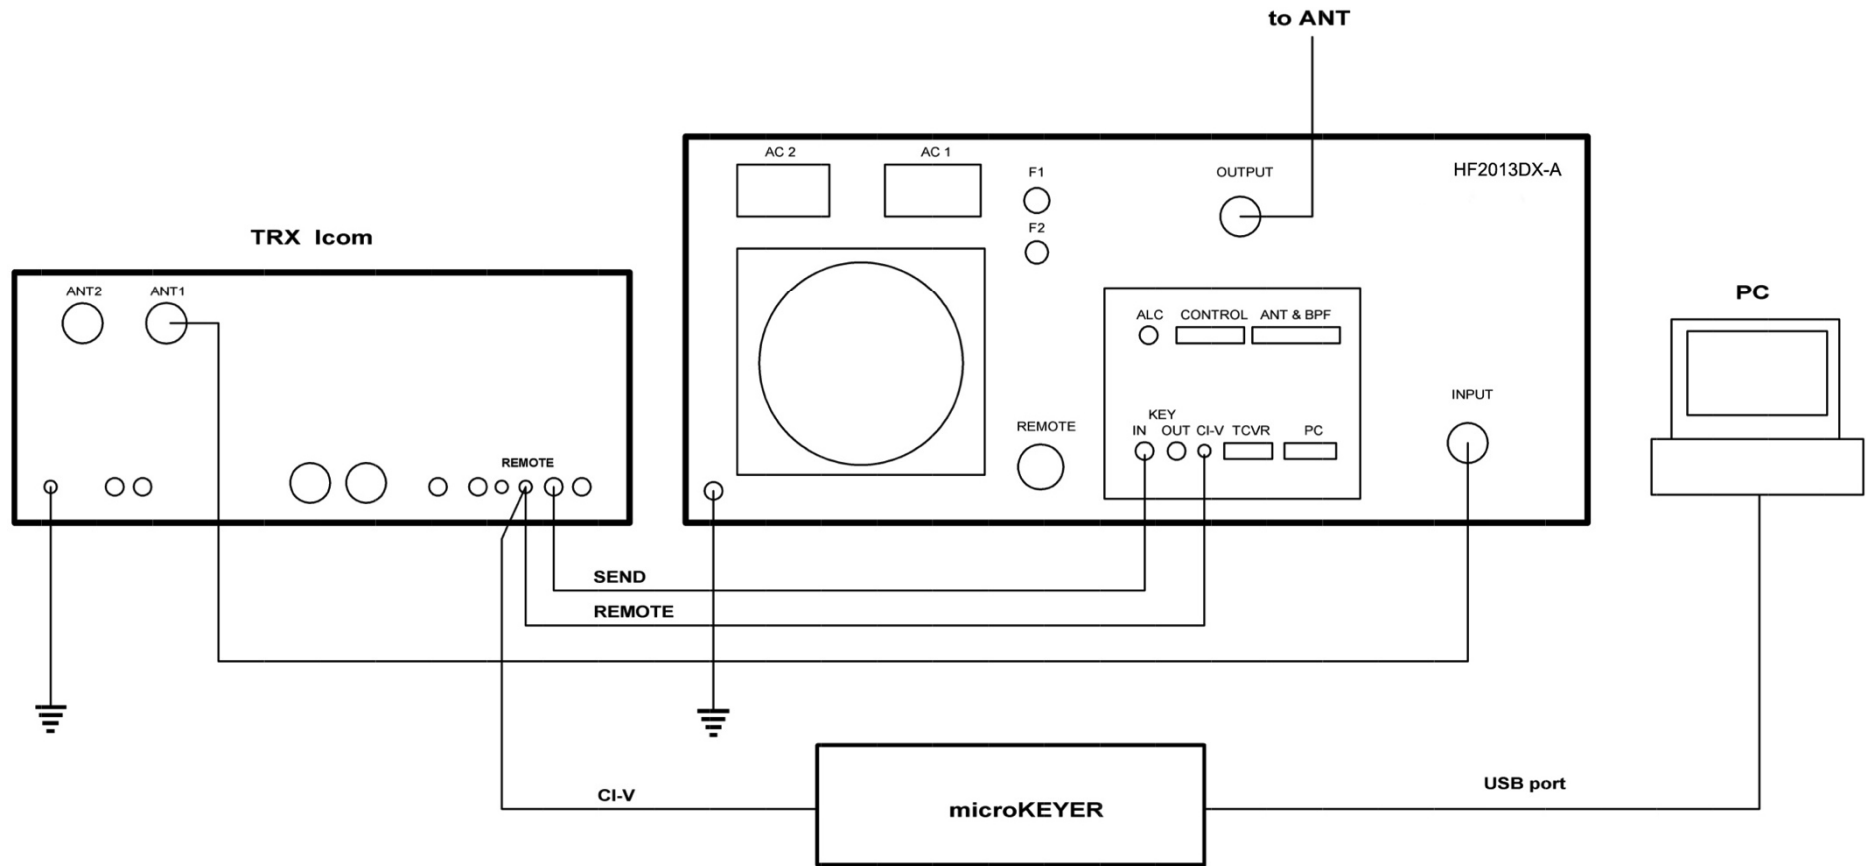 to ANT
AC 2
AC 1
F1
OUTPUT
HF2013DX-A
F2
TRX Icom
ANT2
ANT1
PC
ALC
CONTROL
ANT & BPF
INPUT
KEY
REMOTE
IN
OUT
CI-V
TCVR
PC
REMOTE
SEND
REMOTE
CI-V
microKEYER
USB port